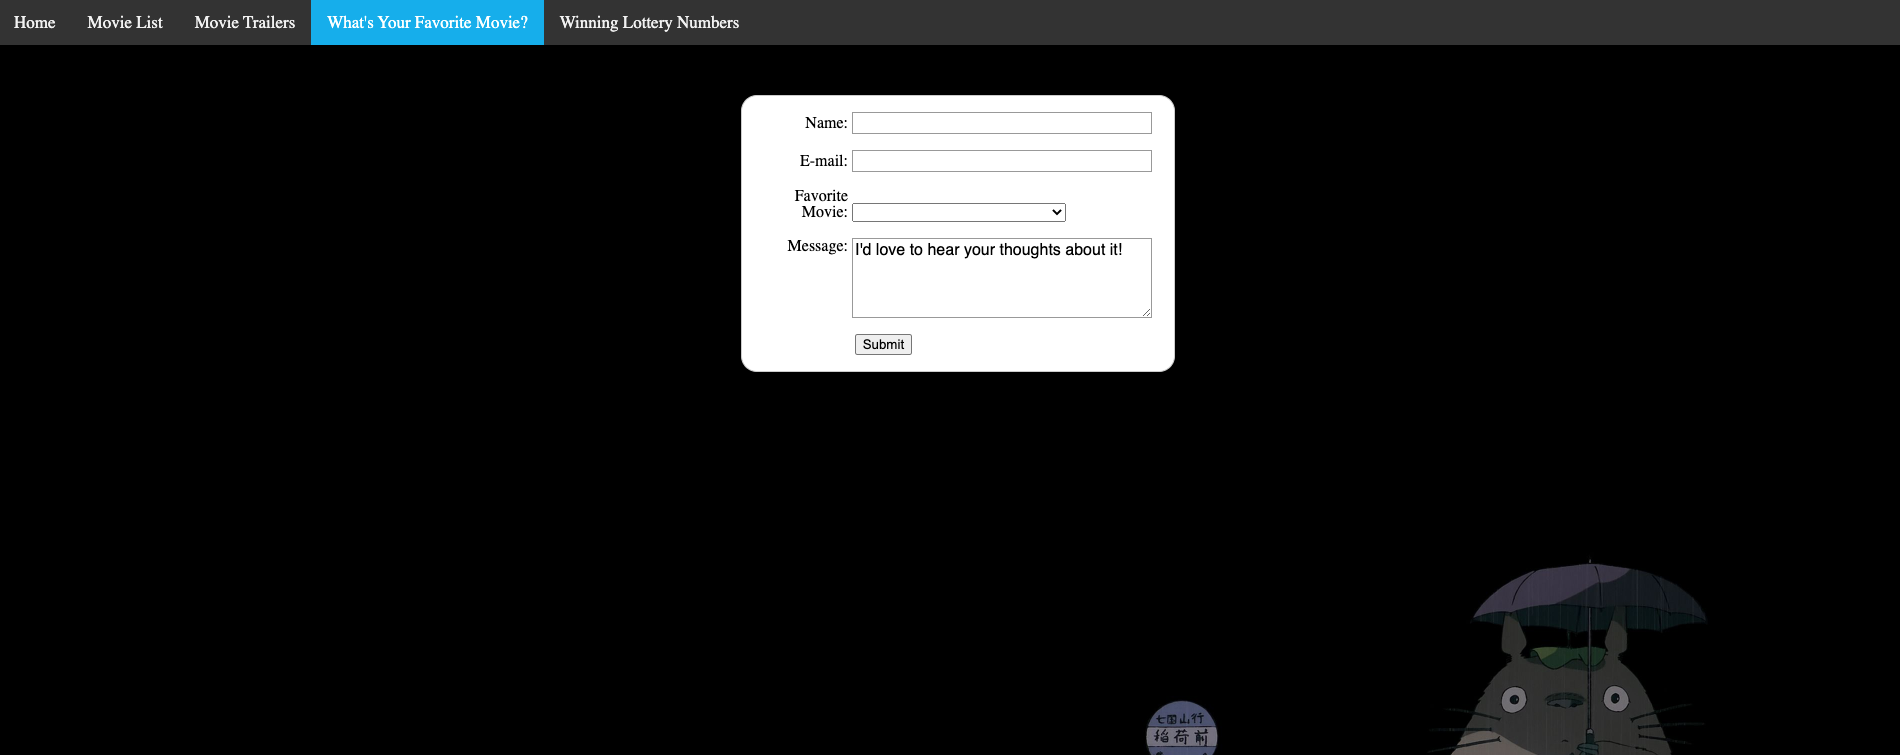 Home Movie List Movie Trailers What's Your Favorite Movie? Winning Lottery Numbers
Name:
E-mail:
Favorite
Movie:
Message: I'd love to hear your thoughts about it!
Submit
七国山行
稲荷前